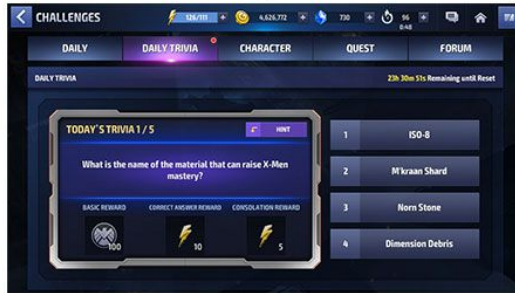 CHALLENGES
126/111
4,626,772
730
96
8:48
DAILY
DAILY TRIVIA
CHARACTER
QUEST
FORUM
DAILY TRIVIA
23h 30m 51s Remaining until Reset
TODAY'S TRIVIA 1 / 5
HINT
What is the name of the material that can raise X-Men
mastery?
BASIC REWARD
CORRECT ANSWER REWARD
CONSOLATION REWARD
100
10
5
1 ISO-8
2 M'kraan Shard
3 Norn Stone
4 Dimension Debris